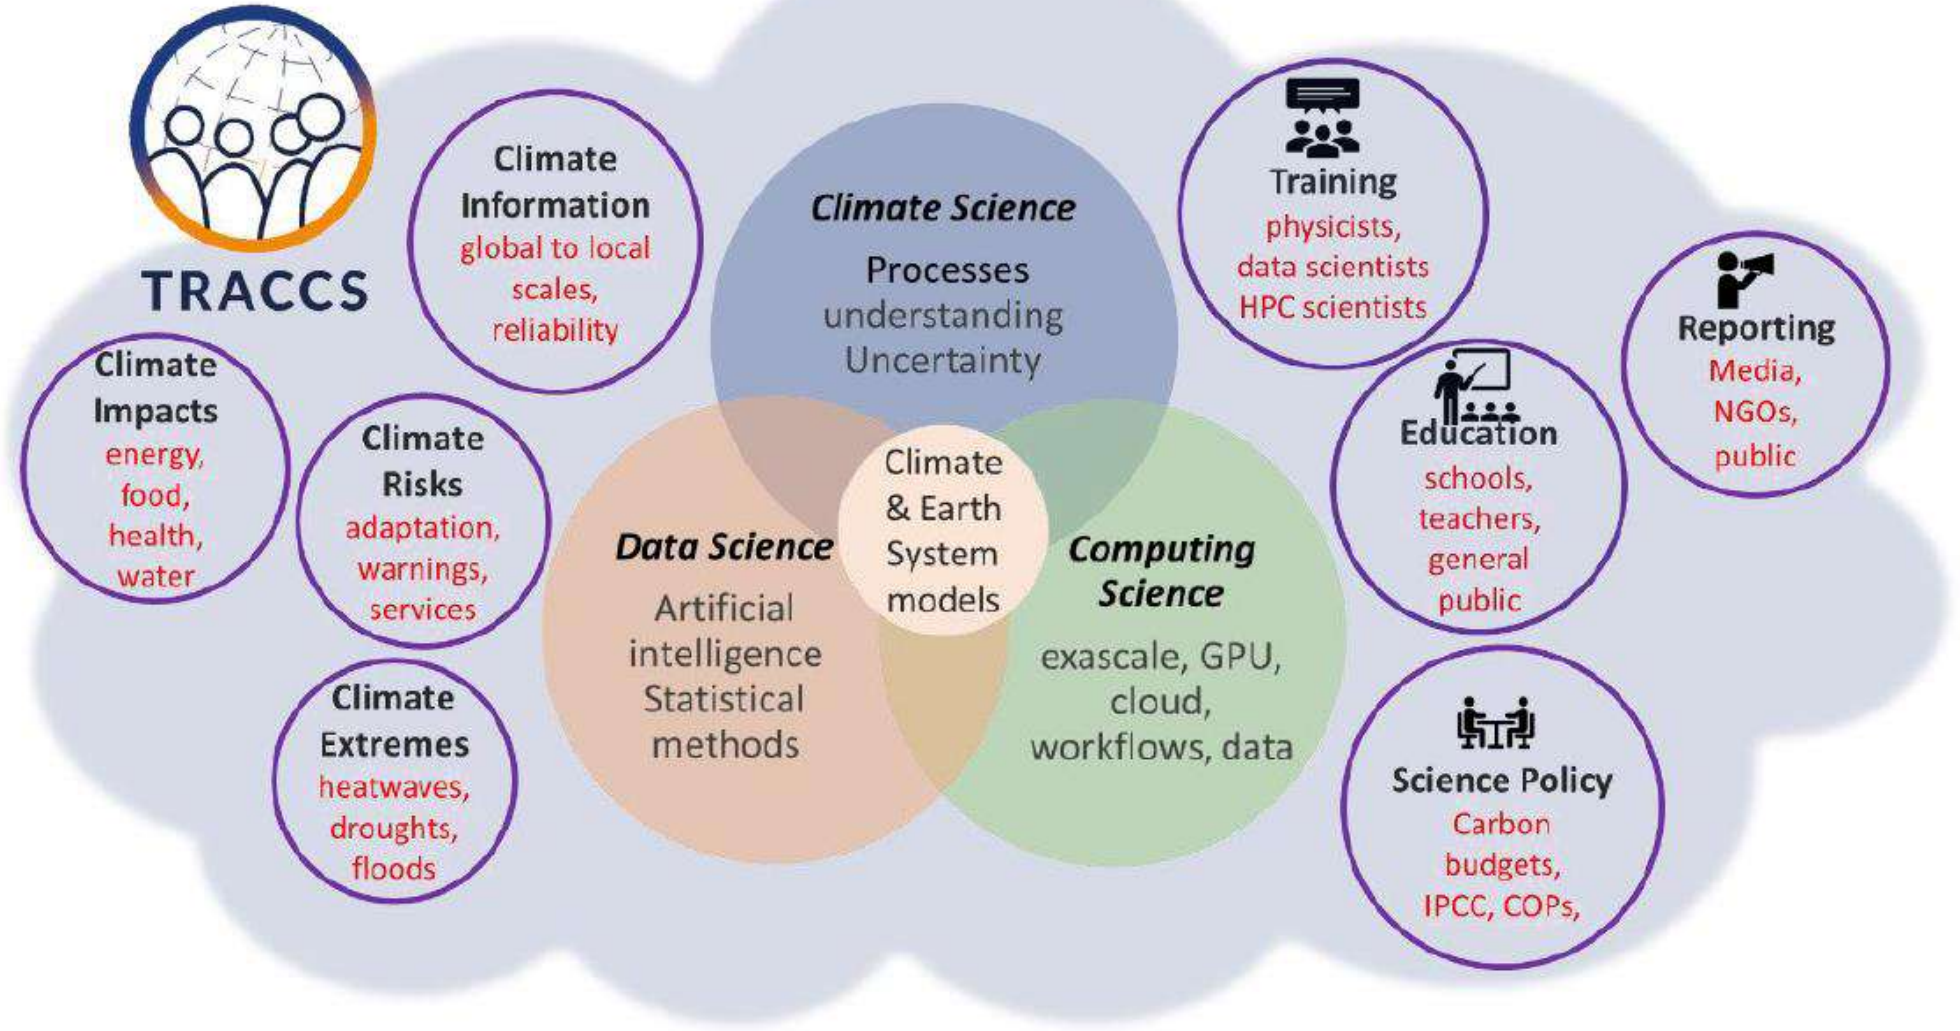 TRACCS
Climate
Information
global to local
scales,
reliability
Climate
Impacts
energy,
food,
health,
water
Climate
Risks
adaptation,
warnings,
services
Climate
Extremes
heatwaves,
droughts,
floods
Climate Science
Processes
understanding
Uncertainty
Data Science
Artificial
intelligence
Statistical
methods
Climate
& Earth
System
models
Computing
Science
exascale, GPU,
cloud,
workflows, data
Training
physicists,
data scientists
HPC scientists
Education
schools,
teachers,
general
public
Reporting
Media,
NGOs,
public
Science Policy
Carbon
budgets,
IPCC, COPs,